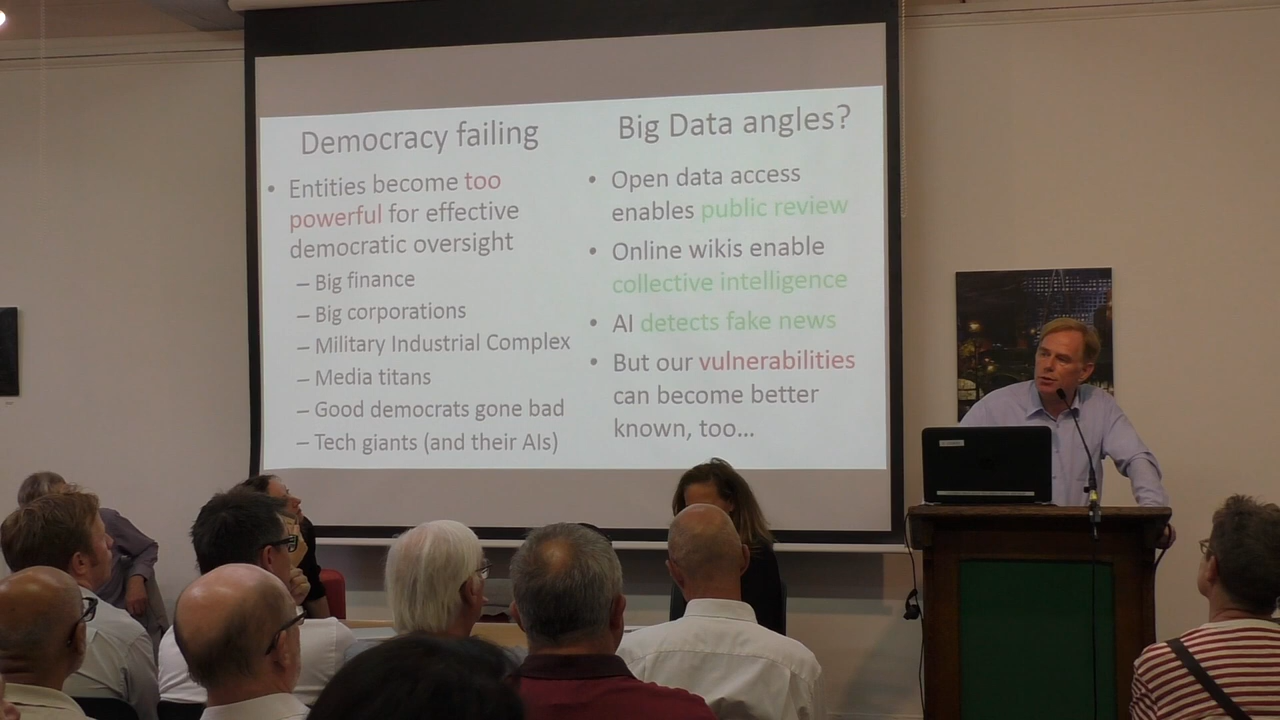 Democracy failing
• Entities become too
powerful for effective
democratic oversight
– Big finance
– Big corporations
– Military Industrial Complex
– Media titans
– Good democrats gone bad
– Tech giants (and their AIs)
Big Data angles?
• Open data access
enables public review
• Online wikis enable
collective intelligence
• AI detects fake news
• But our vulnerabilities
can become better
known, too...